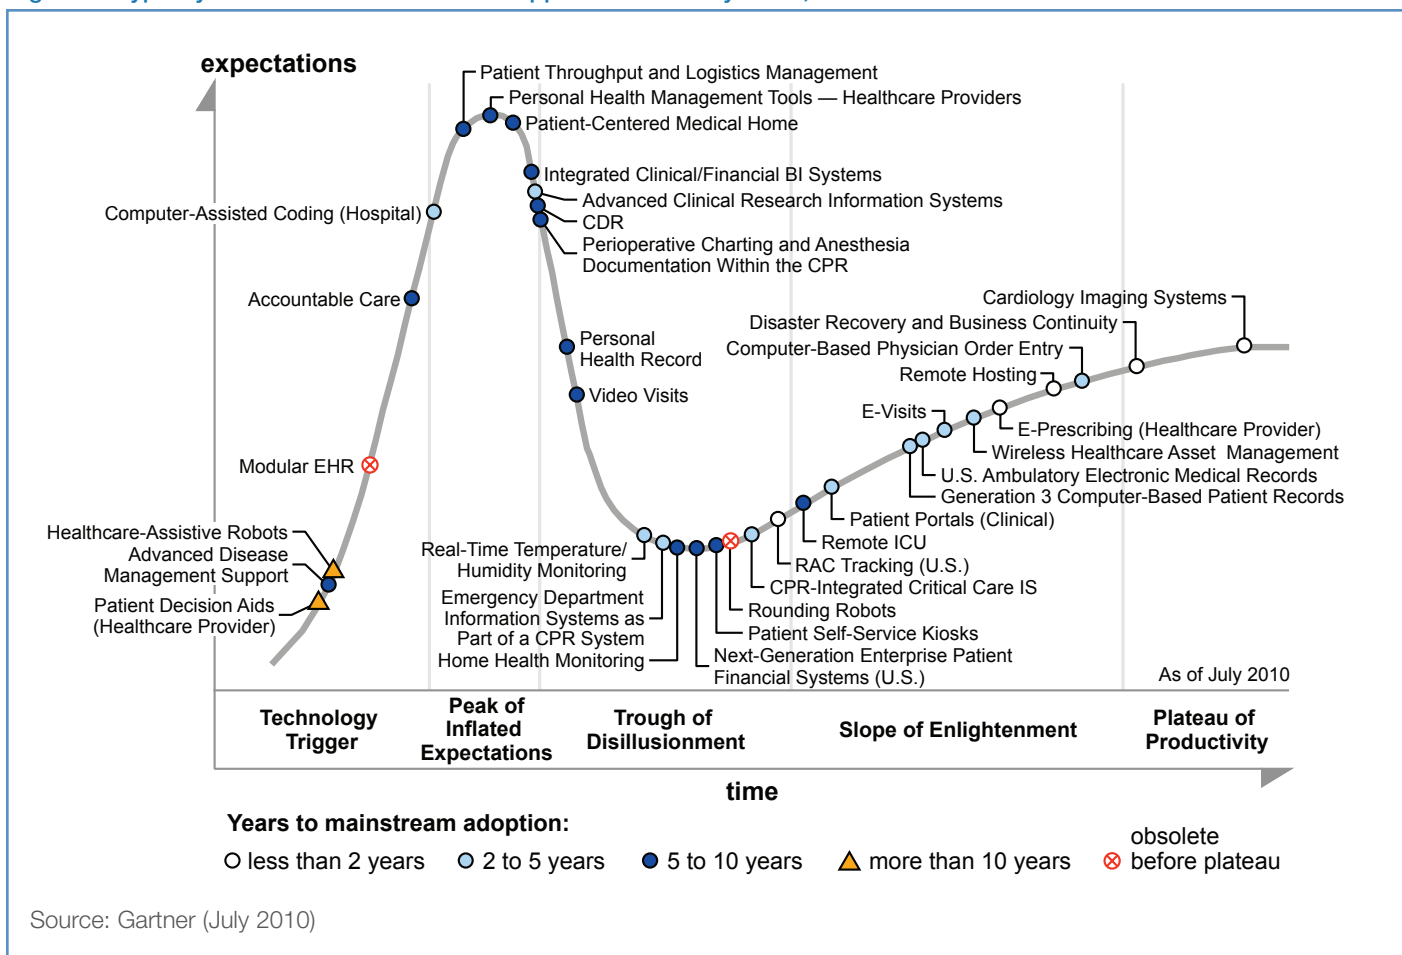 expectations
Patient Throughput and Logistics Management
Personal Health Management Tools — Healthcare Providers
Patient-Centered Medical Home
Integrated Clinical/Financial BI Systems
Advanced Clinical Research Information Systems
CDR
Perioperative Charting and Anesthesia
Documentation Within the CPR
Computer-Assisted Coding (Hospital)
Accountable Care
Personal
Health Record
Video Visits
Modular EHR
Healthcare-Assistive Robots
Advanced Disease
Management Support
Patient Decision Aids
(Healthcare Provider)
Cardiology Imaging Systems
Disaster Recovery and Business Continuity
Computer-Based Physician Order Entry
Remote Hosting
E-Visits
E-Prescribing (Healthcare Provider)
Wireless Healthcare Asset Management
U.S. Ambulatory Electronic Medical Records
Generation 3 Computer-Based Patient Records
Patient Portals (Clinical)
Remote ICU
RAC Tracking (U.S.)
CPR-Integrated Critical Care IS
Rounding Robots
Patient Self-Service Kiosks
Next-Generation Enterprise Patient
Financial Systems (U.S.)
Real-Time Temperature/
Humidity Monitoring
Emergency Department
Information Systems as
Part of a CPR System
Home Health Monitoring
As of July 2010
Technology
Trigger
Peak of
Inflated
Expectations
Trough of
Disillusionment
Slope of Enlightenment
Plateau of
Productivity
time
Years to mainstream adoption:
less than 2 years
2 to 5 years
5 to 10 years
more than 10 years
obsolete
before plateau
Source: Gartner (July 2010)